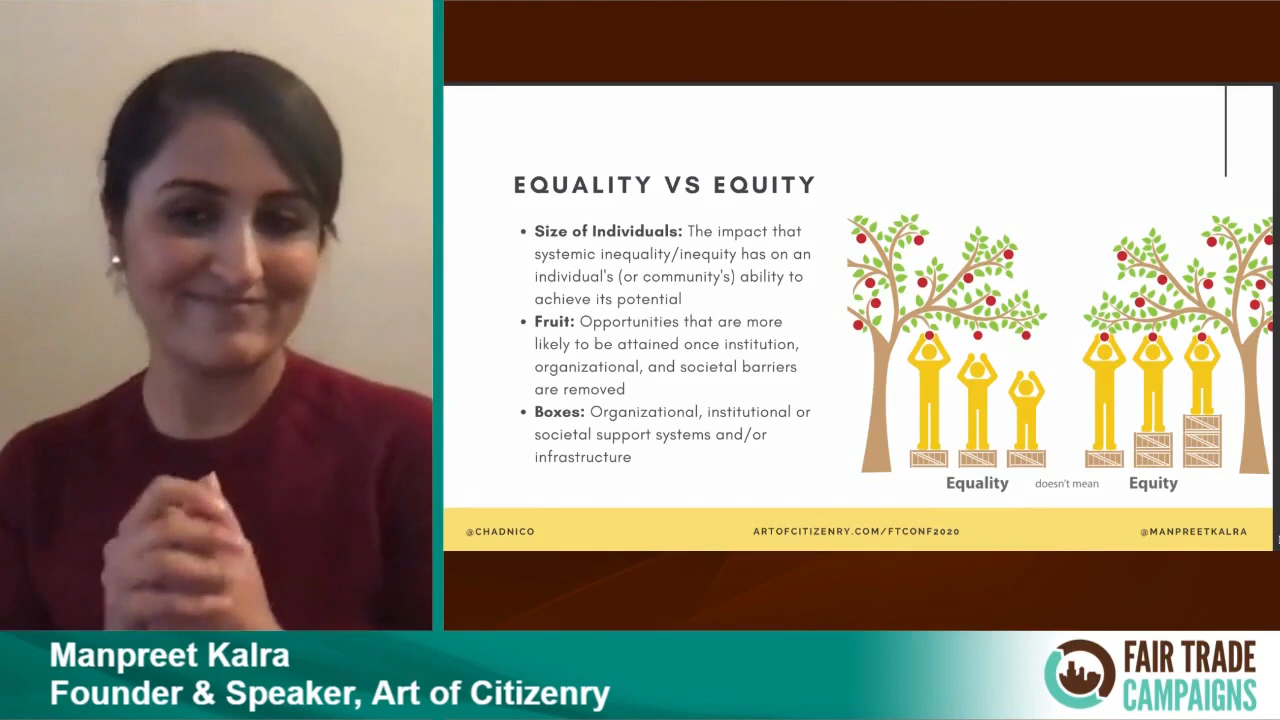 EQUALITY VS EQUITY
• Size of Individuals: The impact that
systemic inequality/inequity has on an
individual's (or community's) ability to
achieve its potential
• Fruit: Opportunities that are more
likely to be attained once institution,
organizational, and societal barriers
are removed
• Boxes: Organizational, institutional or
societal support systems and/or
infrastructure
Equality doesn't mean Equity
@CHADNICO ARTOFCITIZENRY.COM/FTCONF2020 @MANPREETKALRA
Manpreet Kalra
Founder & Speaker, Art of Citizenry
FAIR TRADE
CAMPAIGNS